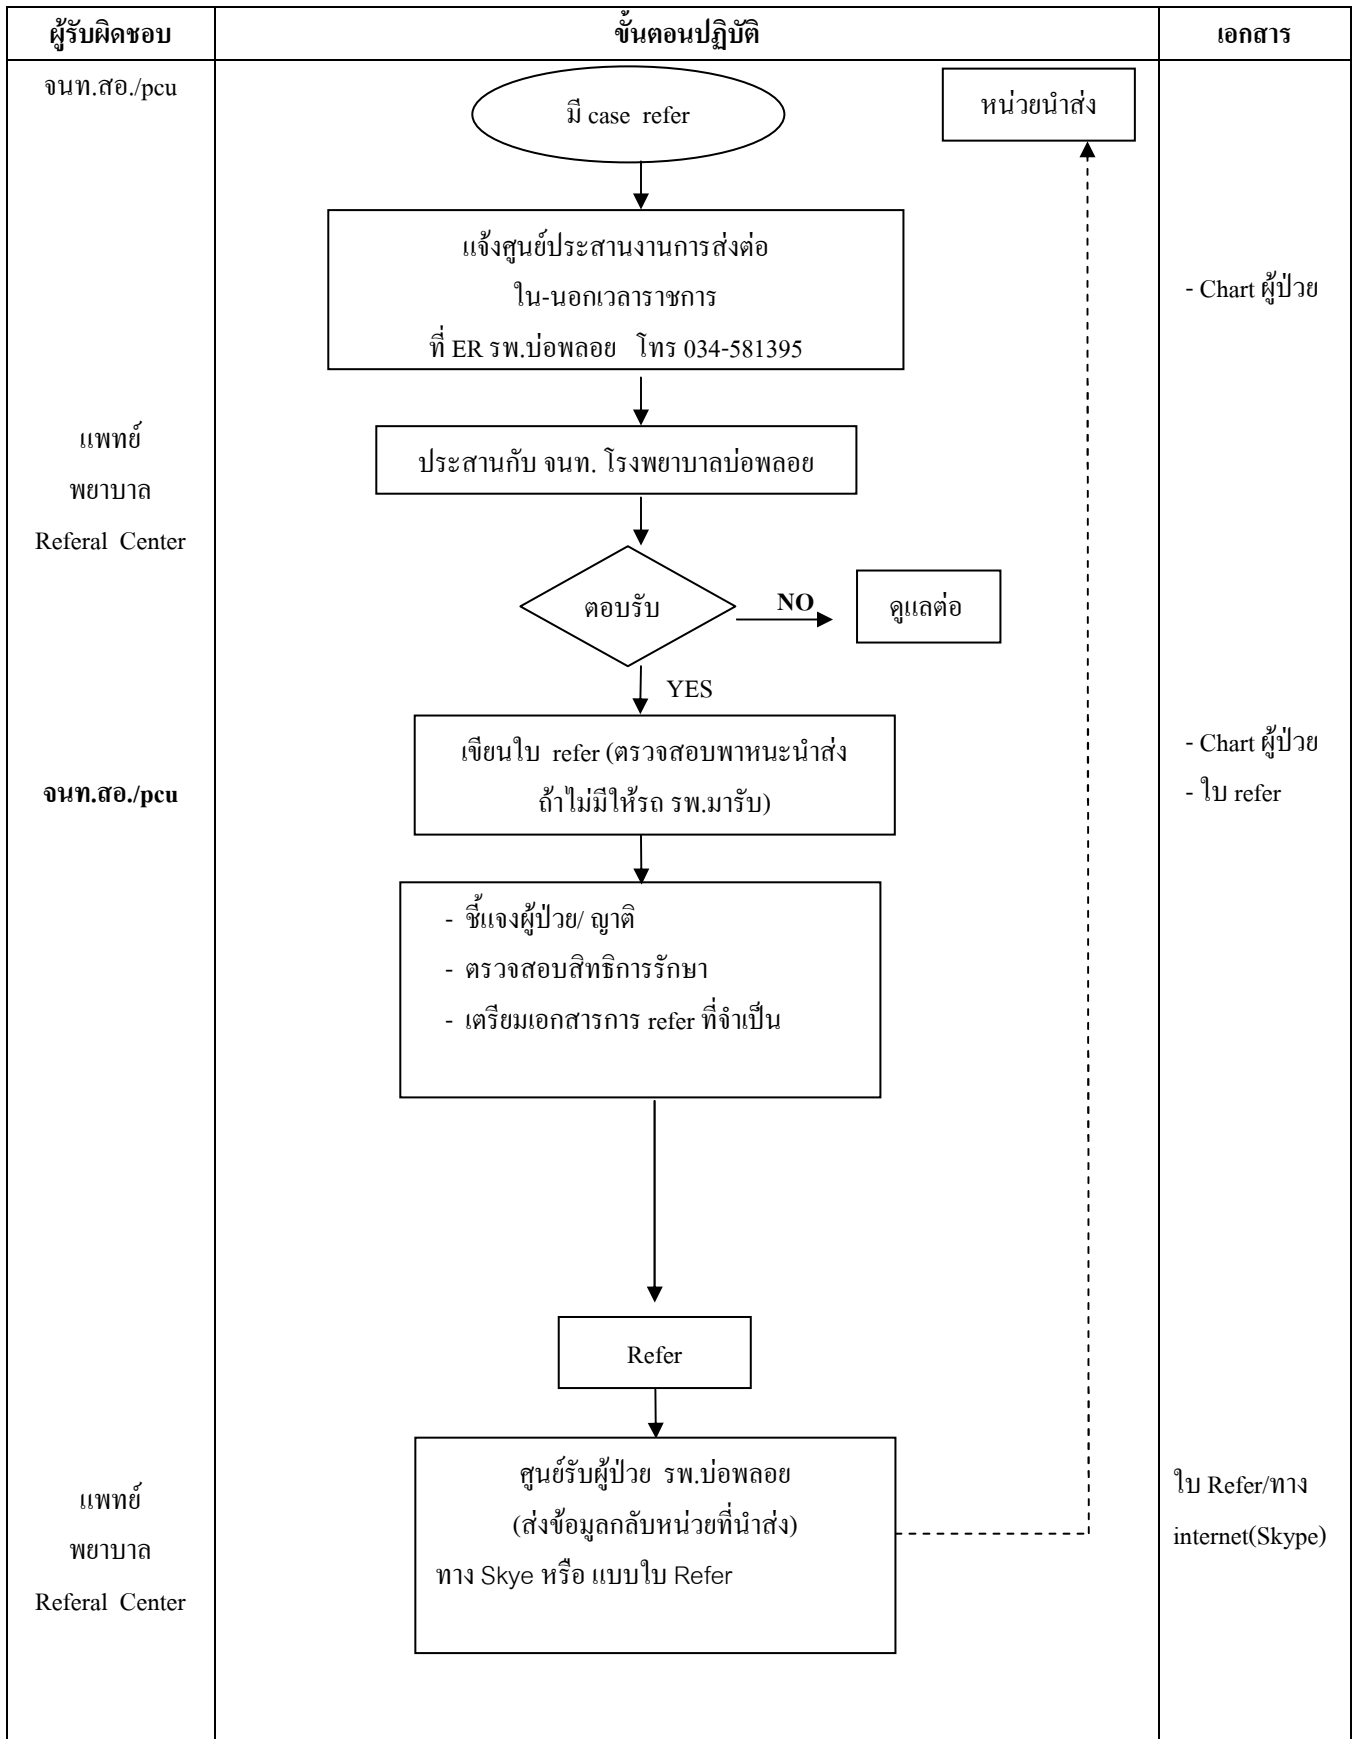 ผู้รับผิดชอบ
ขั้นตอนปฏิบัติ
เอกสาร
จนท.สอ./pcu
มี case refer
หน่วยนำส่ง
แจ้งศูนย์ประสานงานการส่งต่อ
ใน-นอกเวลาราชการ
ที่ ER รพ.บ่อพลอย โทร 034-581395
- Chart ผู้ป่วย
แพทย์
พยาบาล
Referal Center
ประสานกับ จนท. โรงพยาบาลบ่อพลอย
ตอบรับ
NO
ดูแลต่อ
YES
เขียนใบ refer (ตรวจสอบพาหนะนำส่ง
ถ้าไม่มีให้รถ รพ.มารับ)
จนท.สอ./pcu
- Chart ผู้ป่วย
- ใบ refer
- ชี้แจงผู้ป่วย/ ญาติ
- ตรวจสอบสิทธิการรักษา
- เตรียมเอกสารการ refer ที่จำเป็น
Refer
ศูนย์รับผู้ป่วย รพ.บ่อพลอย
(ส่งข้อมูลกลับหน่วยที่นำส่ง)
ทาง Skye หรือ แบบใบ Refer
แพทย์
พยาบาล
Referal Center
ใบ Refer/ทาง
internet(Skype)